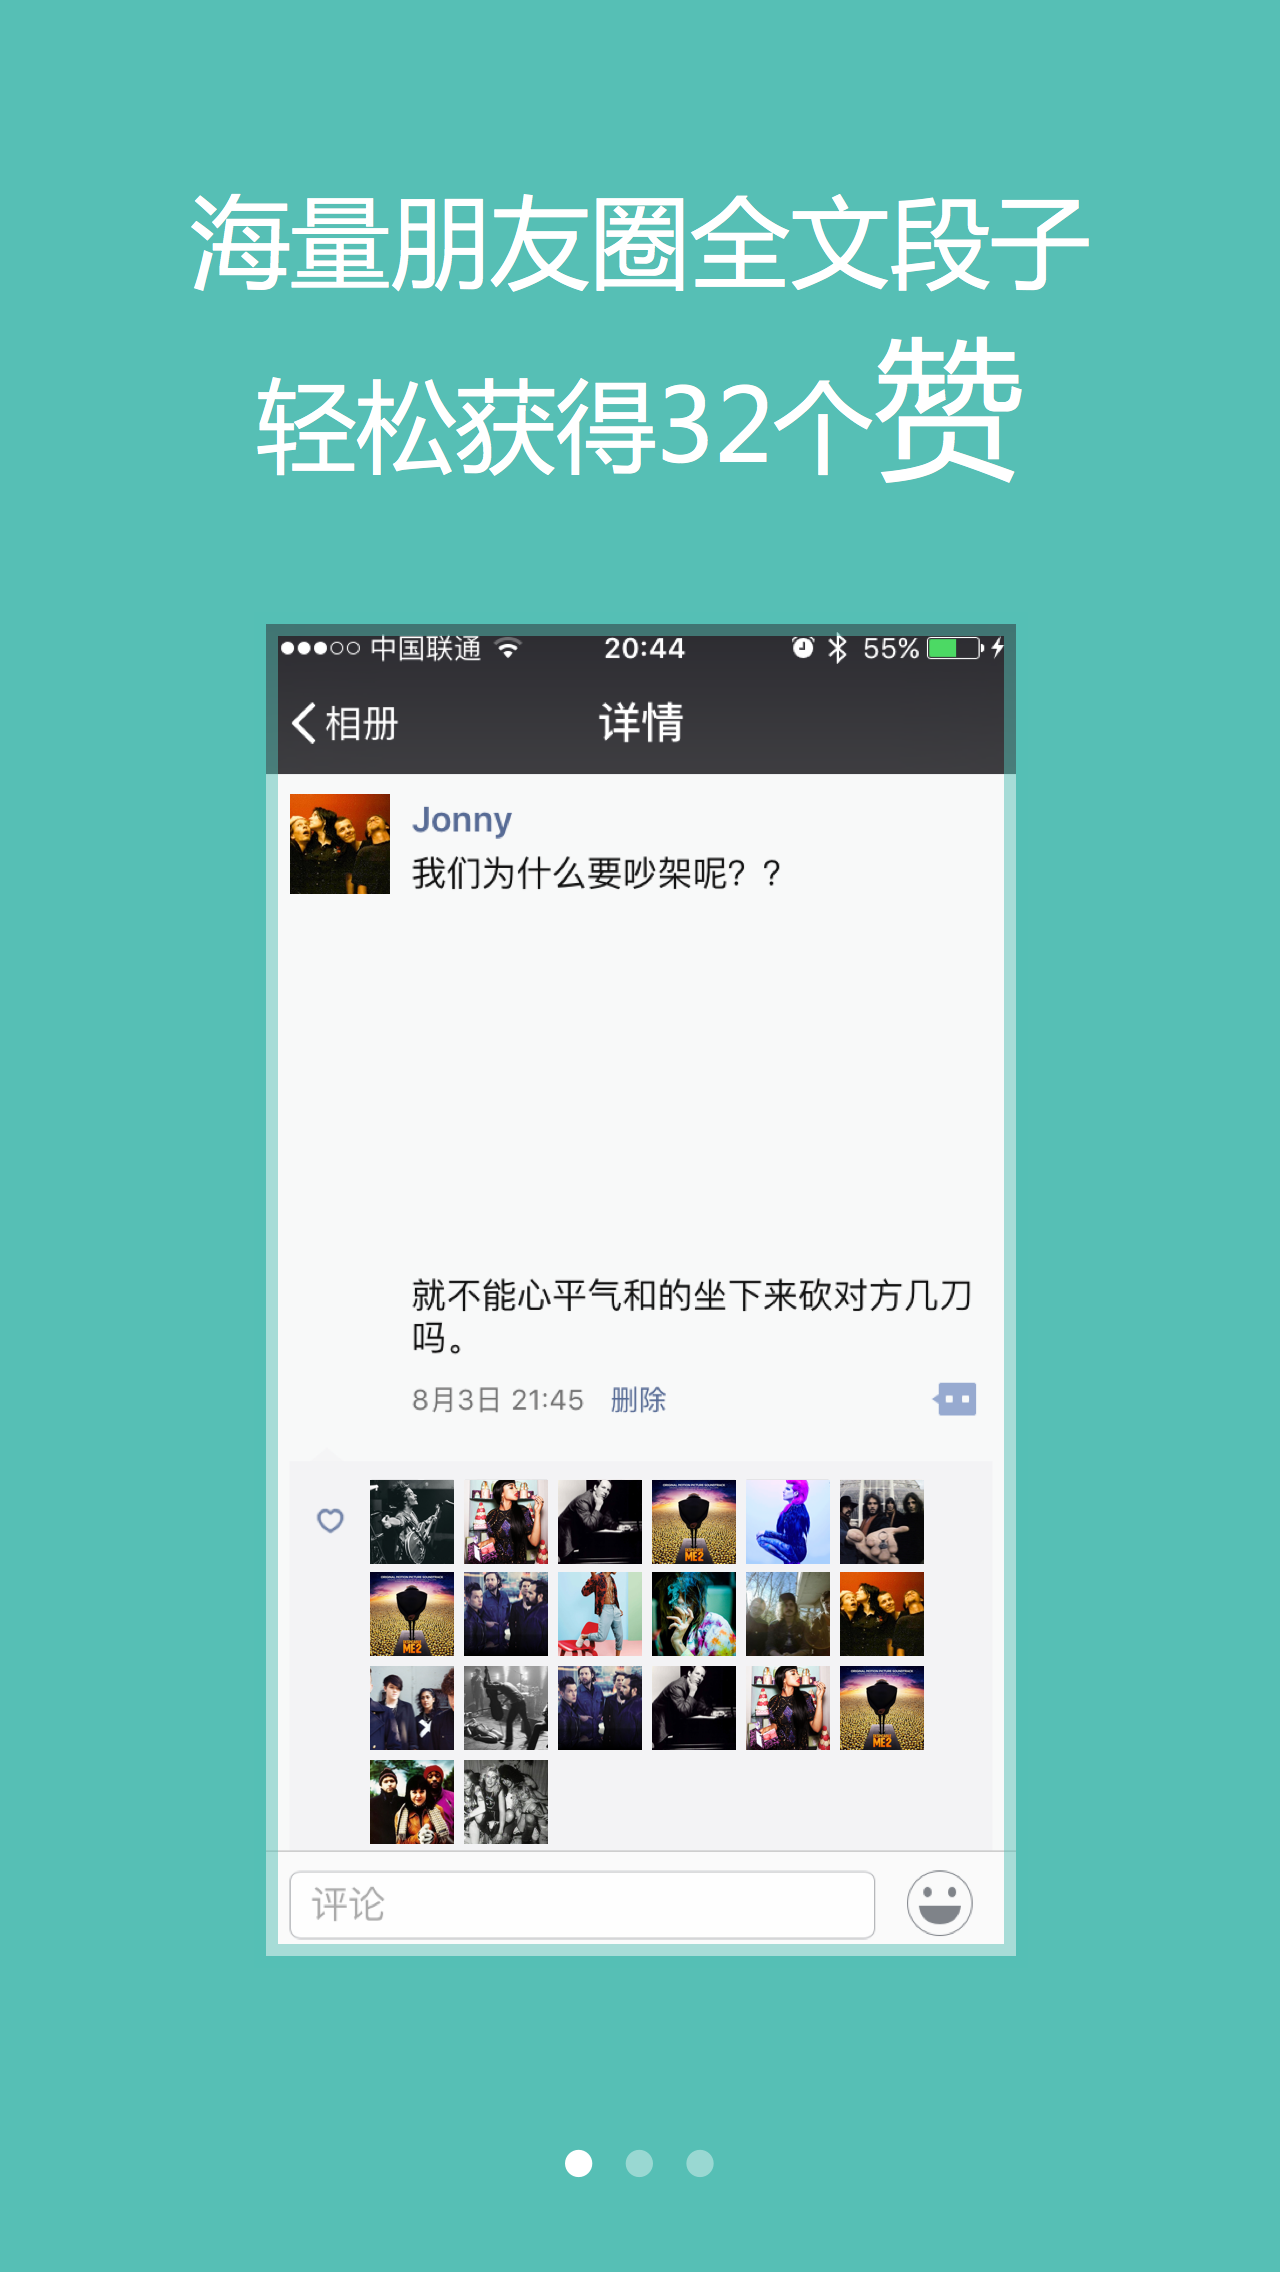 海量朋友圈全文段子
轻松获得32个赞
中国联通 20:44 55%
相册 详情
Jonny
我们为什么要吵架呢？？
就不能心平气和的坐下来砍对方几刀
吗。
8月3日 21:45 删除
ME2
ME2
ME2
评论